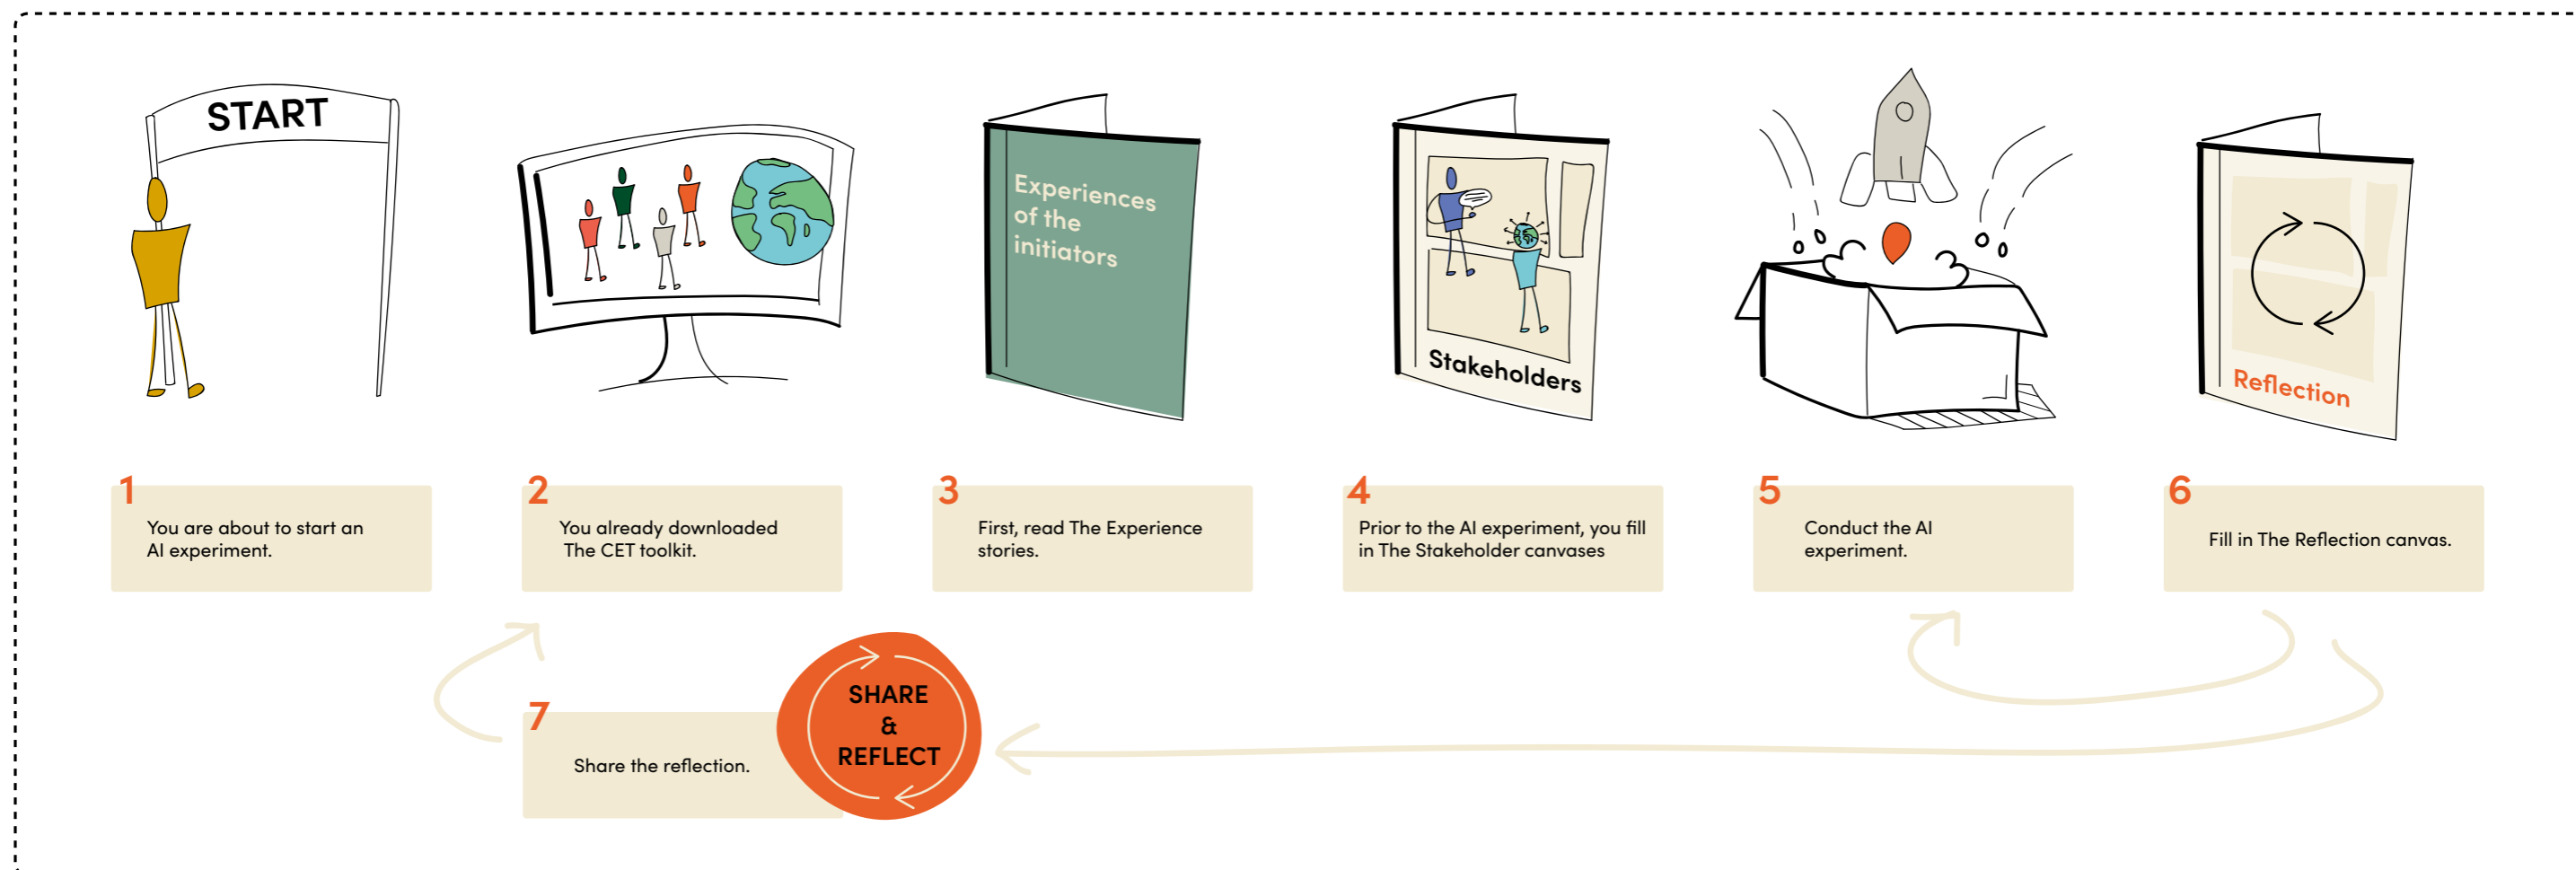 START
Experiences
of the
initiators
Stakeholders
Reflection
1
You are about to start an
AI experiment.
2
You already downloaded
The CET toolkit.
3
First, read The Experience
stories.
4
Prior to the AI experiment, you fill
in The Stakeholder canvases
5
Conduct the AI
experiment.
6
Fill in The Reflection canvas.
7
Share the reflection.
SHARE
&
REFLECT